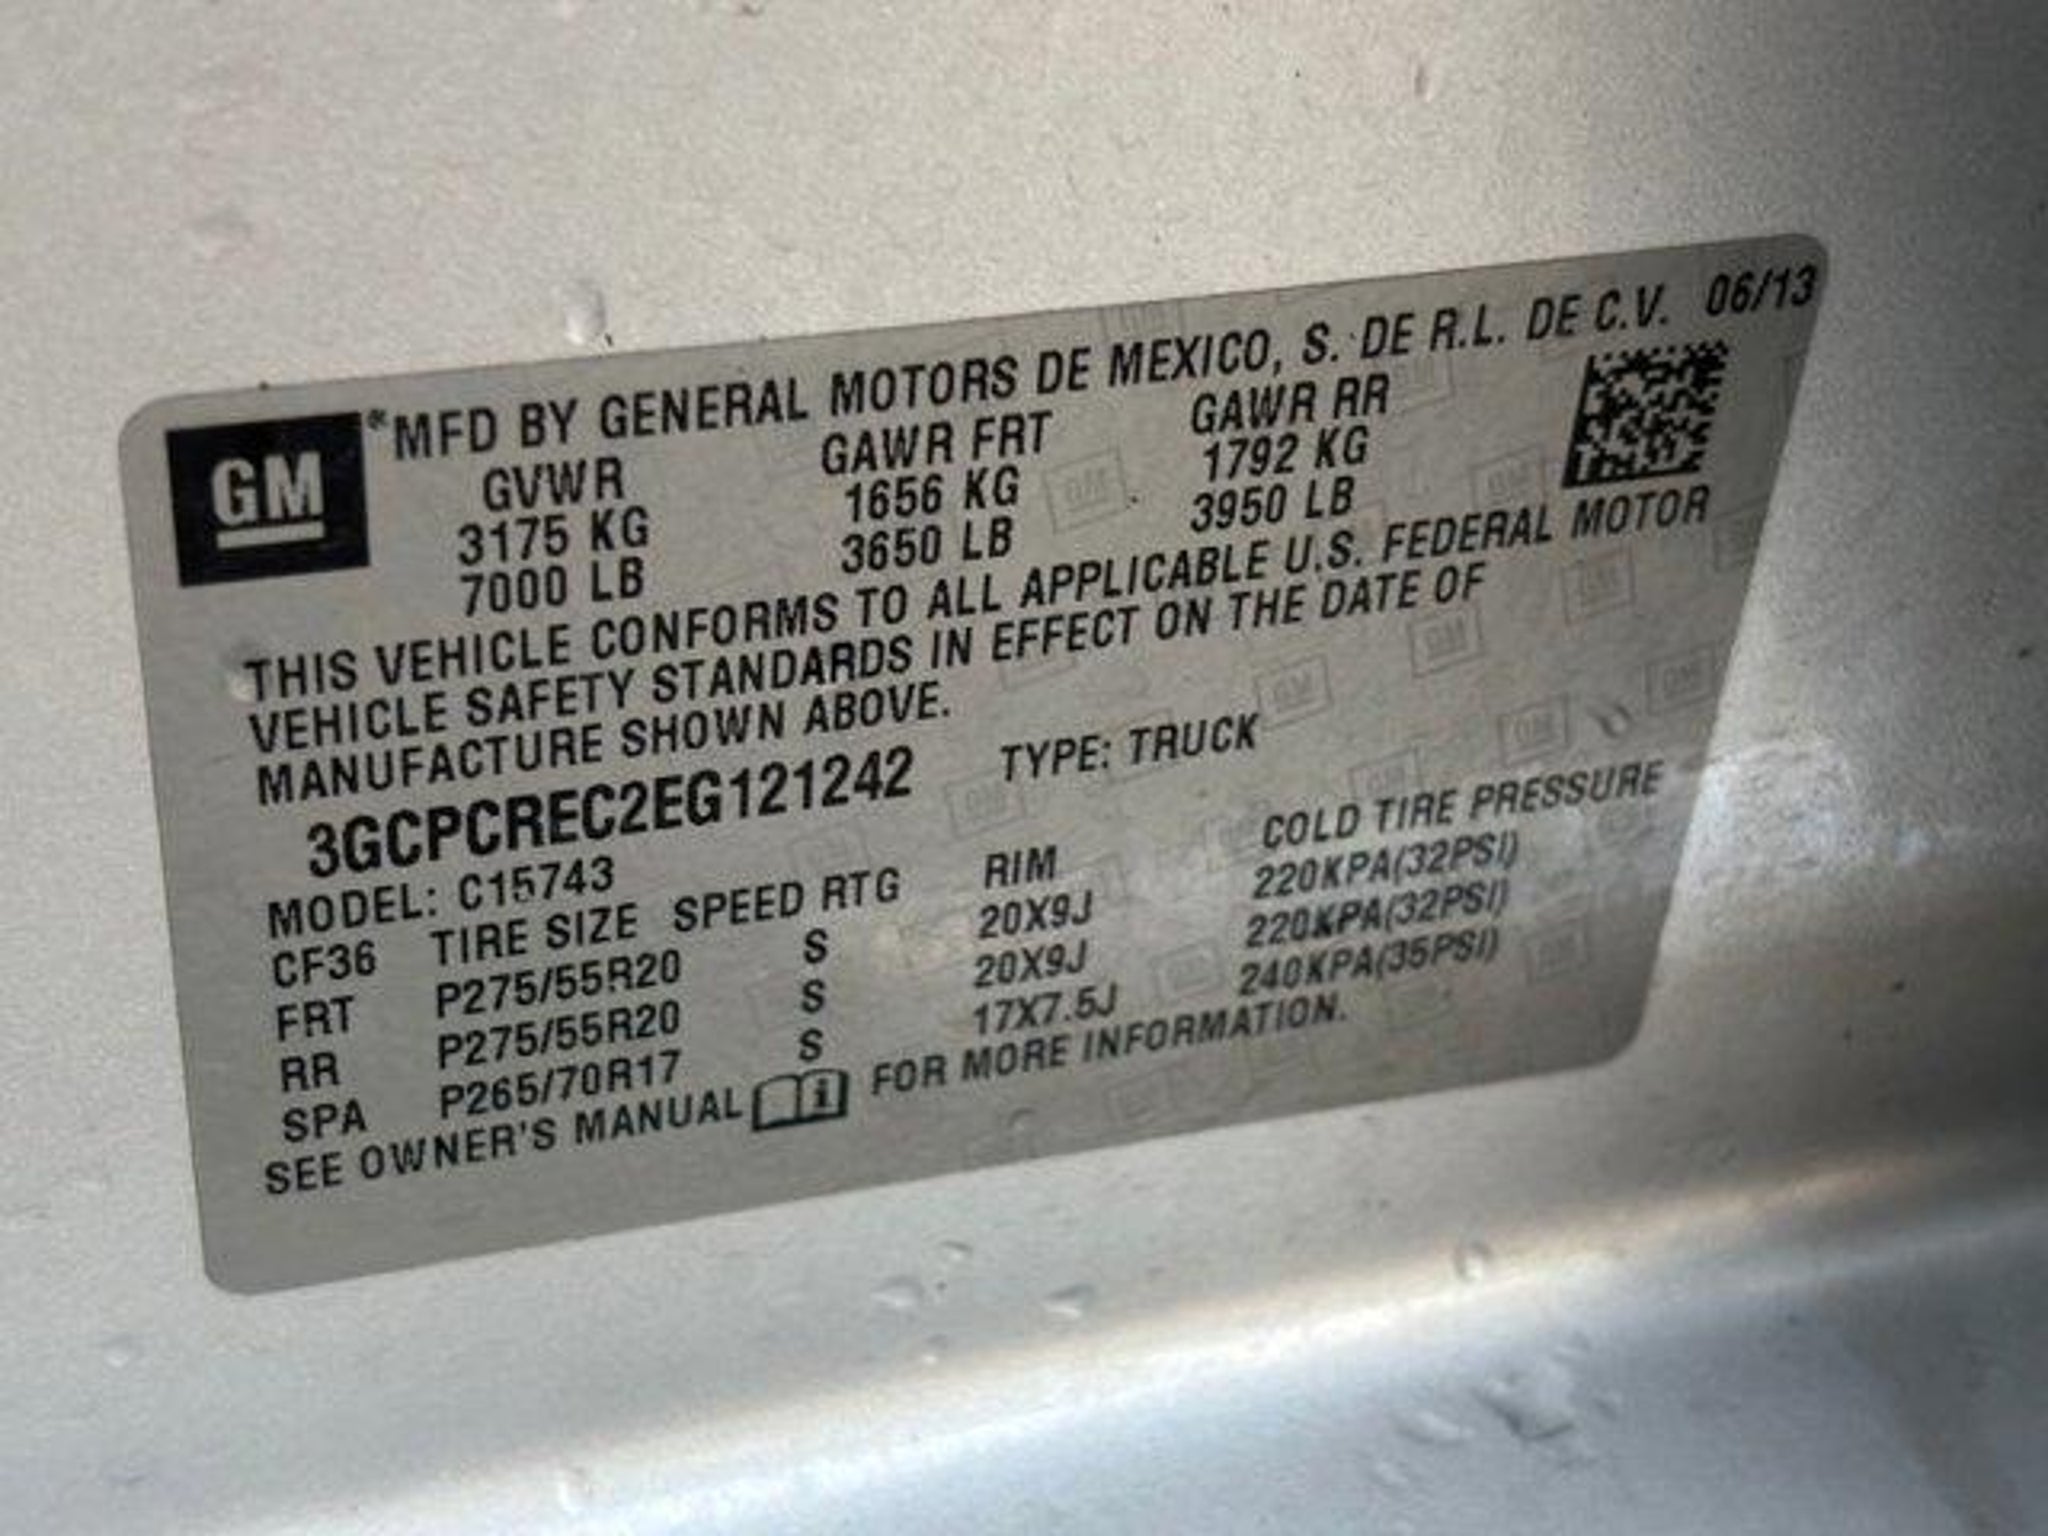 GM
*MFD BY GENERAL MOTORS DE MEXICO, S. DE R.L. DE C.V. 06/13
GVWR GAWR FRT GAWR RR
3175 KG 1656 KG 1792 KG
7000 LB 3650 LB 3950 LB
THIS VEHICLE CONFORMS TO ALL APPLICABLE U.S. FEDERAL MOTOR
VEHICLE SAFETY STANDARDS IN EFFECT ON THE DATE OF
MANUFACTURE SHOWN ABOVE.
3GCPCREC2EG121242 TYPE: TRUCK
MODEL: C15743
CF36 TIRE SIZE SPEED RTG RIM COLD TIRE PRESSURE
FRT P275/55R20 S 20X9J 220KPA(32PSI)
RR P275/55R20 S 20X9J 220KPA(32PSI)
SPA P265/70R17 S 17X7.5J 240KPA(35PSI)
SEE OWNER'S MANUAL i FOR MORE INFORMATION.